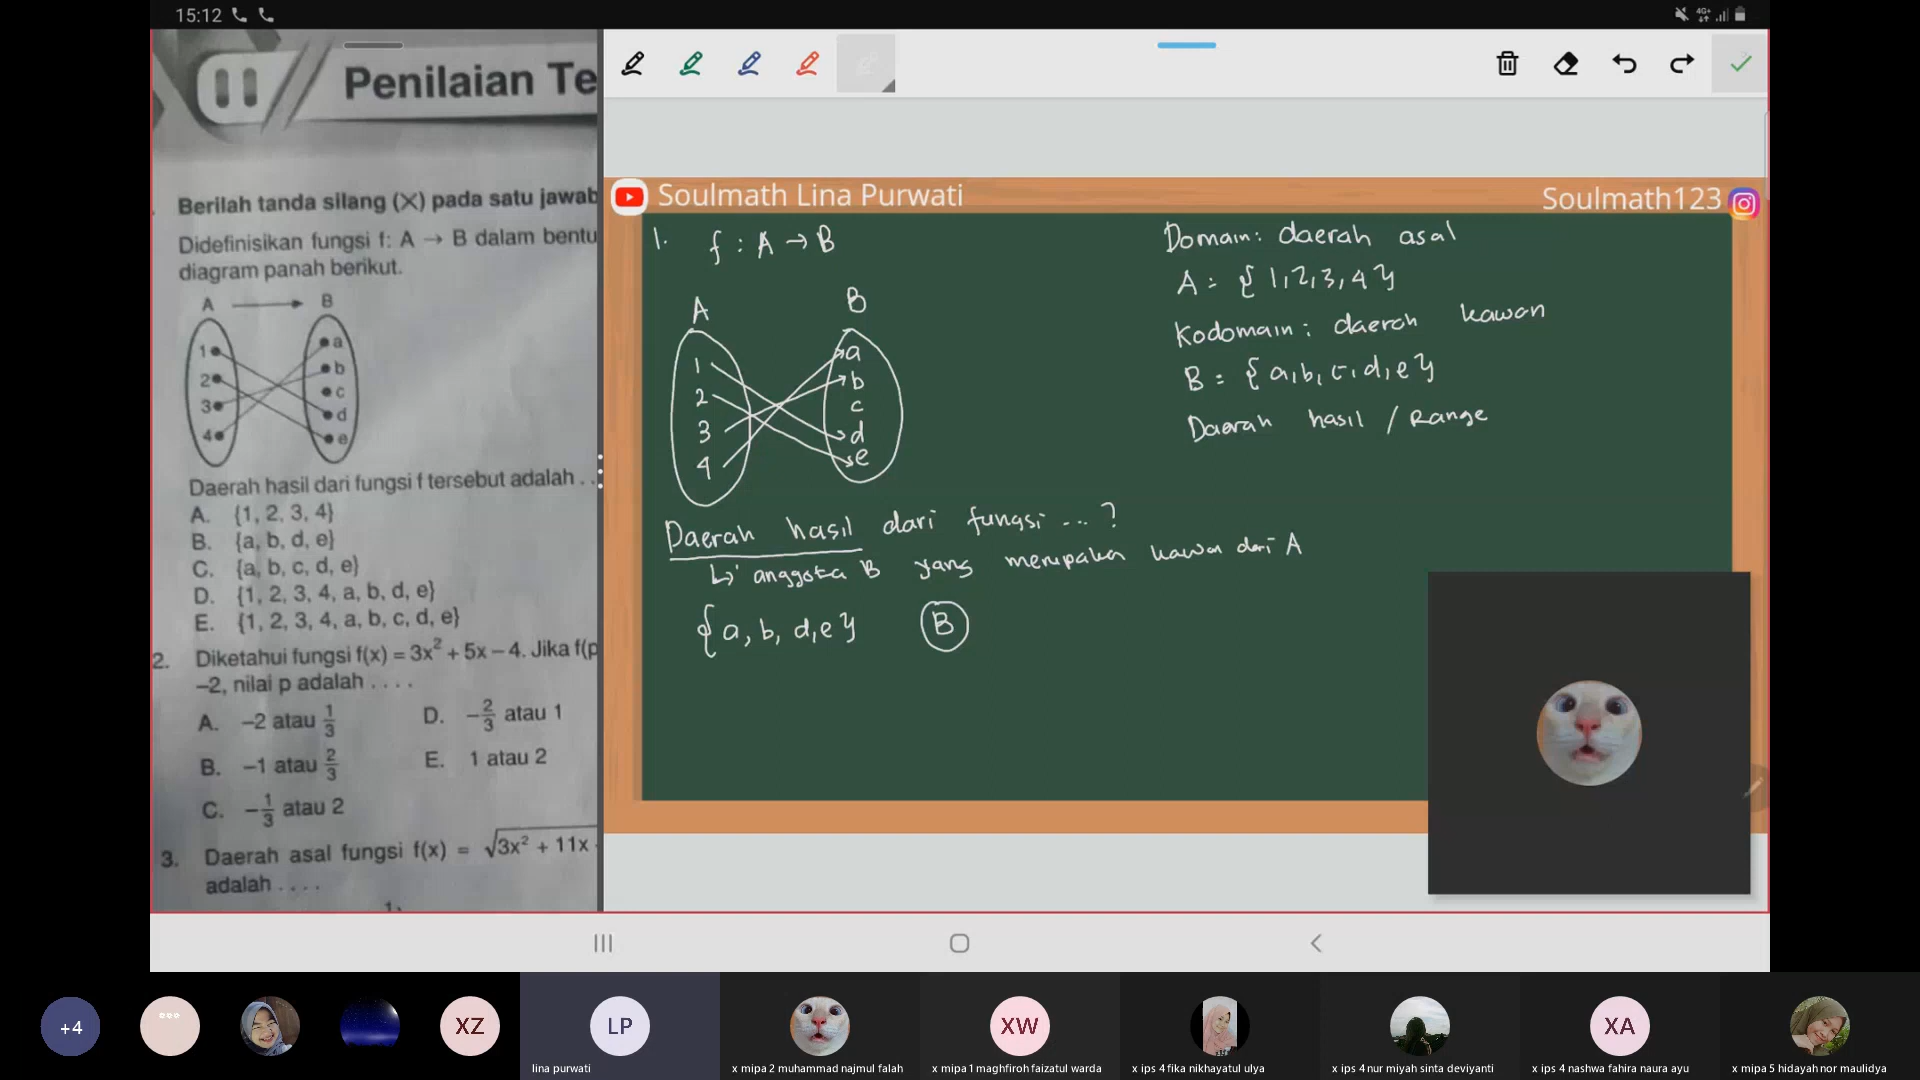 15:12
4G+
Penilaian Te
Berilah tanda silang (X) pada satu jawab
Didefinisikan fungsi f: A → B dalam bentu
diagram panah berikut.
A B
1 a
2 b
3 c
4 d
e
Daerah hasil dari fungsi f tersebut adalah . .
A. {1, 2, 3, 4}
B. {a, b, d, e}
C. {a, b, c, d, e}
D. {1, 2, 3, 4, a, b, d, e}
E. {1, 2, 3, 4, a, b, c, d, e}
2. Diketahui fungsi f(x) = 3x² + 5x – 4. Jika f(p
–2, nilai p adalah . . . .
A. –2 atau 1/3
D. –2/3 atau 1
B. –1 atau 2/3
E. 1 atau 2
C. –1/3 atau 2
3. Daerah asal fungsi f(x) = √3x² + 11x
adalah . . . .
Soulmath Lina Purwati
Soulmath123
1. f : A → B
A B
1 a
2 b
3 c
4 d
e
Domain: daerah asal
A = {1,2,3,4}
Kodomain: daerah kawan
B = {a,b,c,d,e}
Daerah hasil / Range
Daerah hasil dari fungsi ... ?
↳ anggota B yang merupakan kawan dari A
{a, b, d,e} B
+4
XZ
LP
XW
XA
lina purwati
x mipa 2 muhammad najmul falah
x mipa 1 maghfiroh faizatul warda
x ips 4 fika nikhayatul ulya
x ips 4 nur miyah sinta deviyanti
x ips 4 nashwa fahira naura ayu
x mipa 5 hidayah nor maulidya